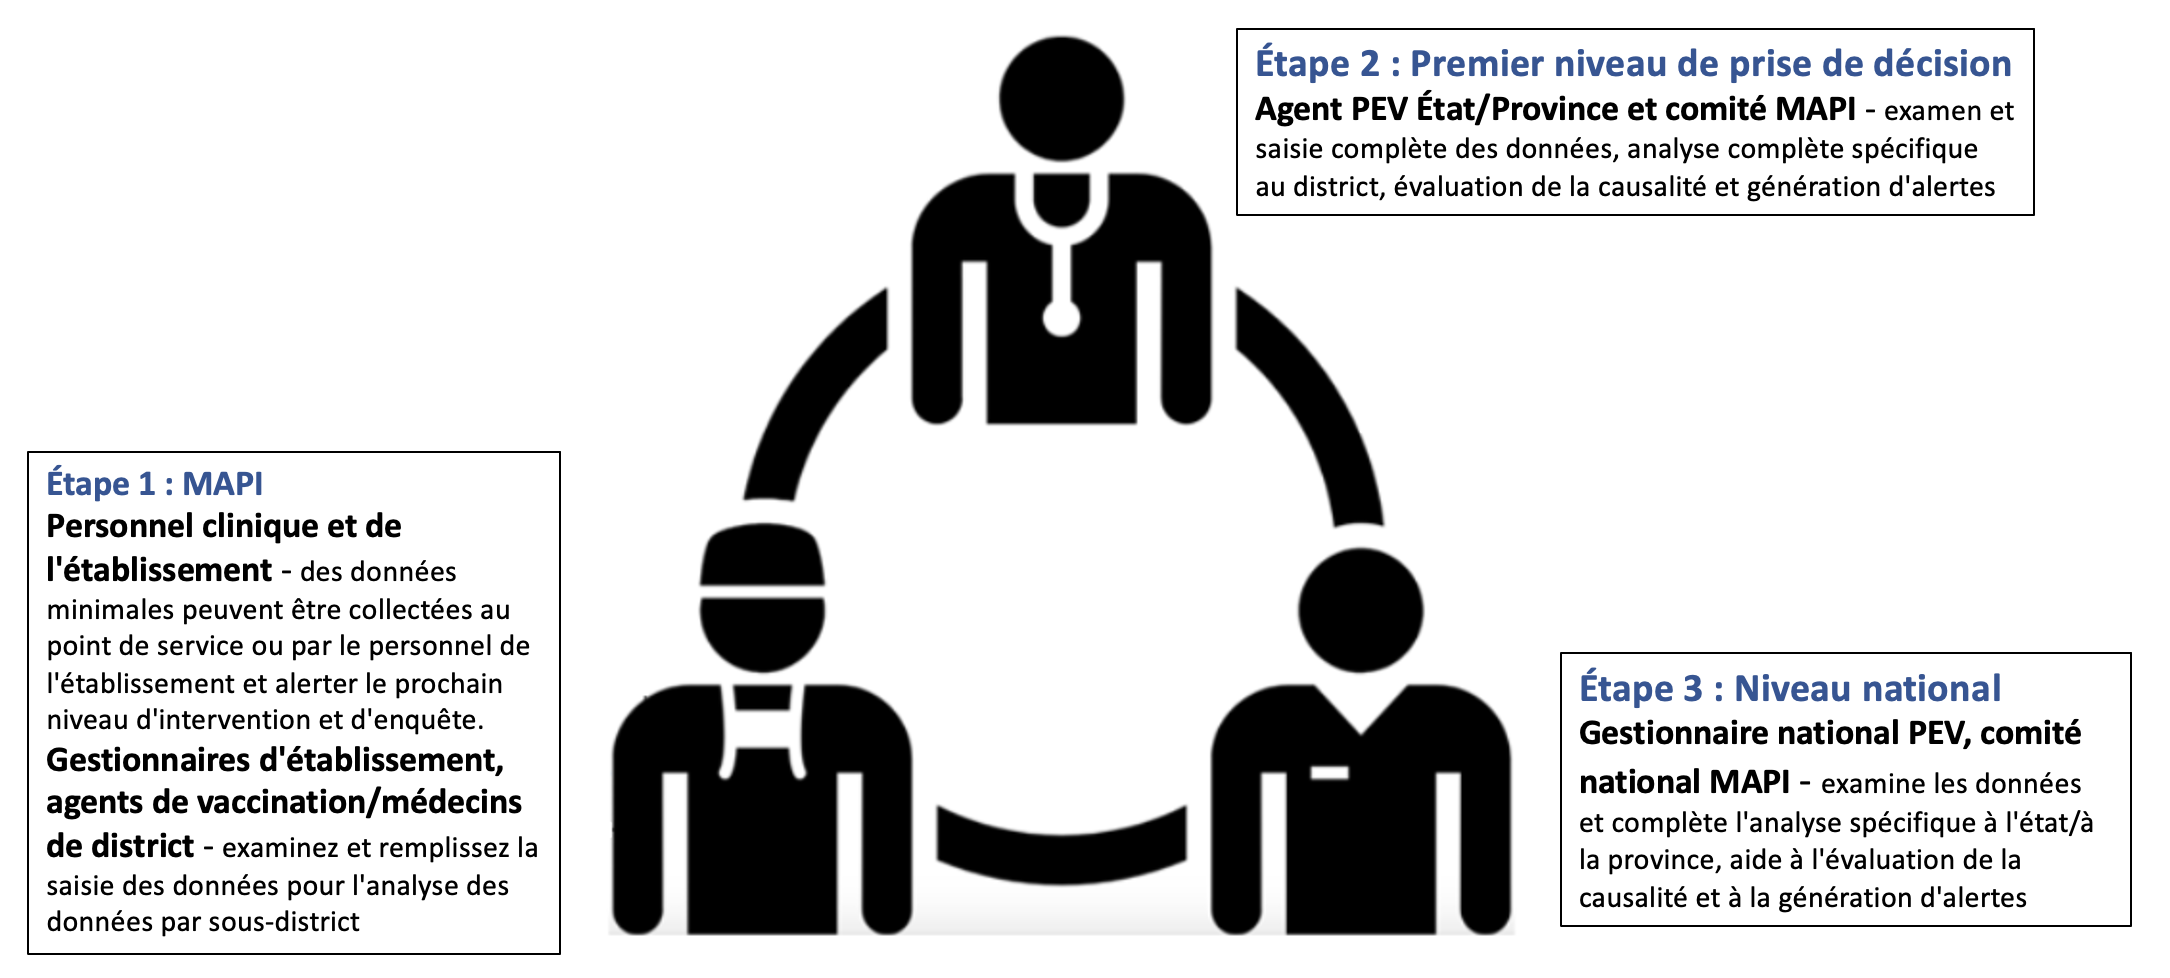 Étape 1 : MAPI
Personnel clinique et de
l'établissement - des données
minimales peuvent être collectées au
point de service ou par le personnel de
l'établissement et alerter le prochain
niveau d'intervention et d'enquête.
Gestionnaires d'établissement,
agents de vaccination/médecins
de district - examinez et remplissez la
saisie des données pour l'analyse des
données par sous-district
Étape 2 : Premier niveau de prise de décision
Agent PEV État/Province et comité MAPI - examen et
saisie complète des données, analyse complète spécifique
au district, évaluation de la causalité et génération d'alertes
Étape 3 : Niveau national
Gestionnaire national PEV, comité
national MAPI - examine les données
et complète l'analyse spécifique à l'état/à
la province, aide à l'évaluation de la
causalité et à la génération d'alertes